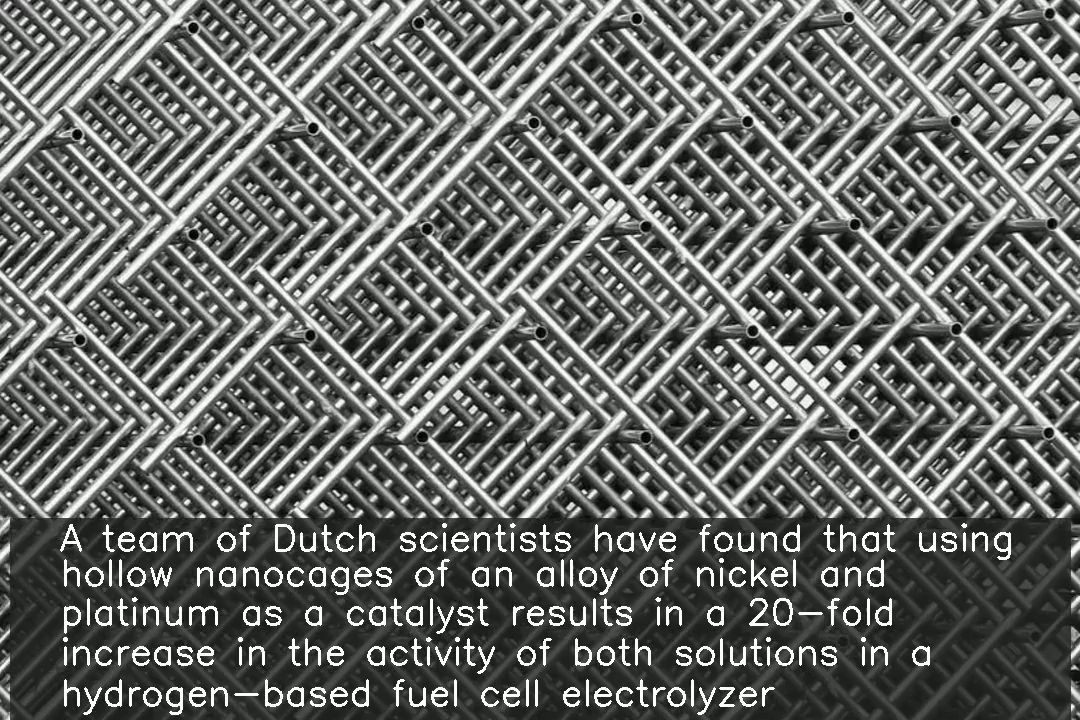 A team of Dutch scientists have found that using
hollow nanocages of an alloy of nickel and
platinum as a catalyst results in a 20-fold
increase in the activity of both solutions in a
hydrogen-based fuel cell electrolyzer